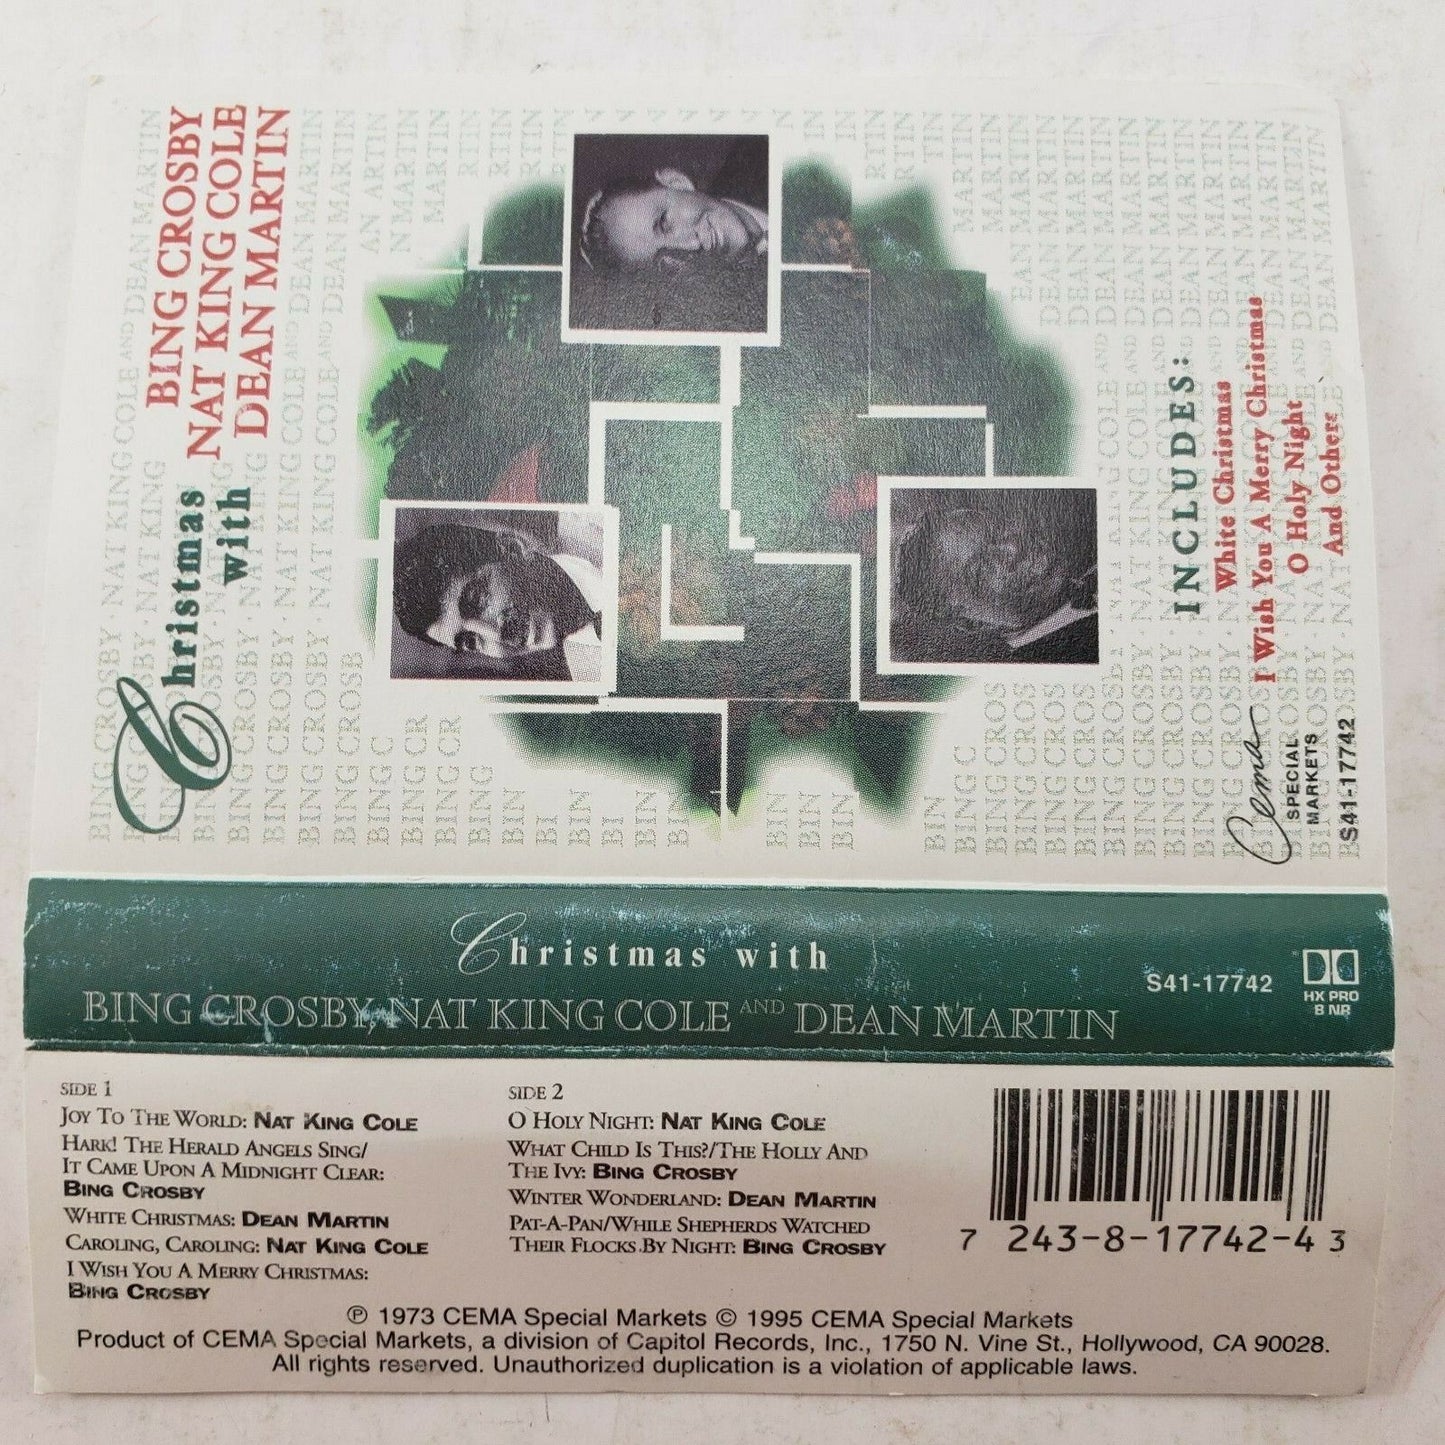 Christmas
with
BING CROSBY
NAT KING COLE
DEAN MARTIN
INCLUDES:
White Christmas
I Wish You A Merry Christmas
O Holy Night
And Others
Cema
SPECIAL
MARKETS
S41-17742
Christmas with
BING CROSBY, NAT KING COLE AND DEAN MARTIN
S41-17742
HX PRO
B NR
SIDE 1
JOY TO THE WORLD: NAT KING COLE
HARK! THE HERALD ANGELS SING/
IT CAME UPON A MIDNIGHT CLEAR:
BING CROSBY
WHITE CHRISTMAS: DEAN MARTIN
CAROLING, CAROLING: NAT KING COLE
I WISH YOU A MERRY CHRISTMAS:
BING CROSBY
SIDE 2
O HOLY NIGHT: NAT KING COLE
WHAT CHILD IS THIS?/THE HOLLY AND
THE IVY: BING CROSBY
WINTER WONDERLAND: DEAN MARTIN
PAT-A-PAN/WHILE SHEPHERDS WATCHED
THEIR FLOCKS BY NIGHT: BING CROSBY
7 243-8-17742-4 3
℗ 1973 CEMA Special Markets © 1995 CEMA Special Markets
Product of CEMA Special Markets, a division of Capitol Records, Inc., 1750 N. Vine St., Hollywood, CA 90028.
All rights reserved. Unauthorized duplication is a violation of applicable laws.